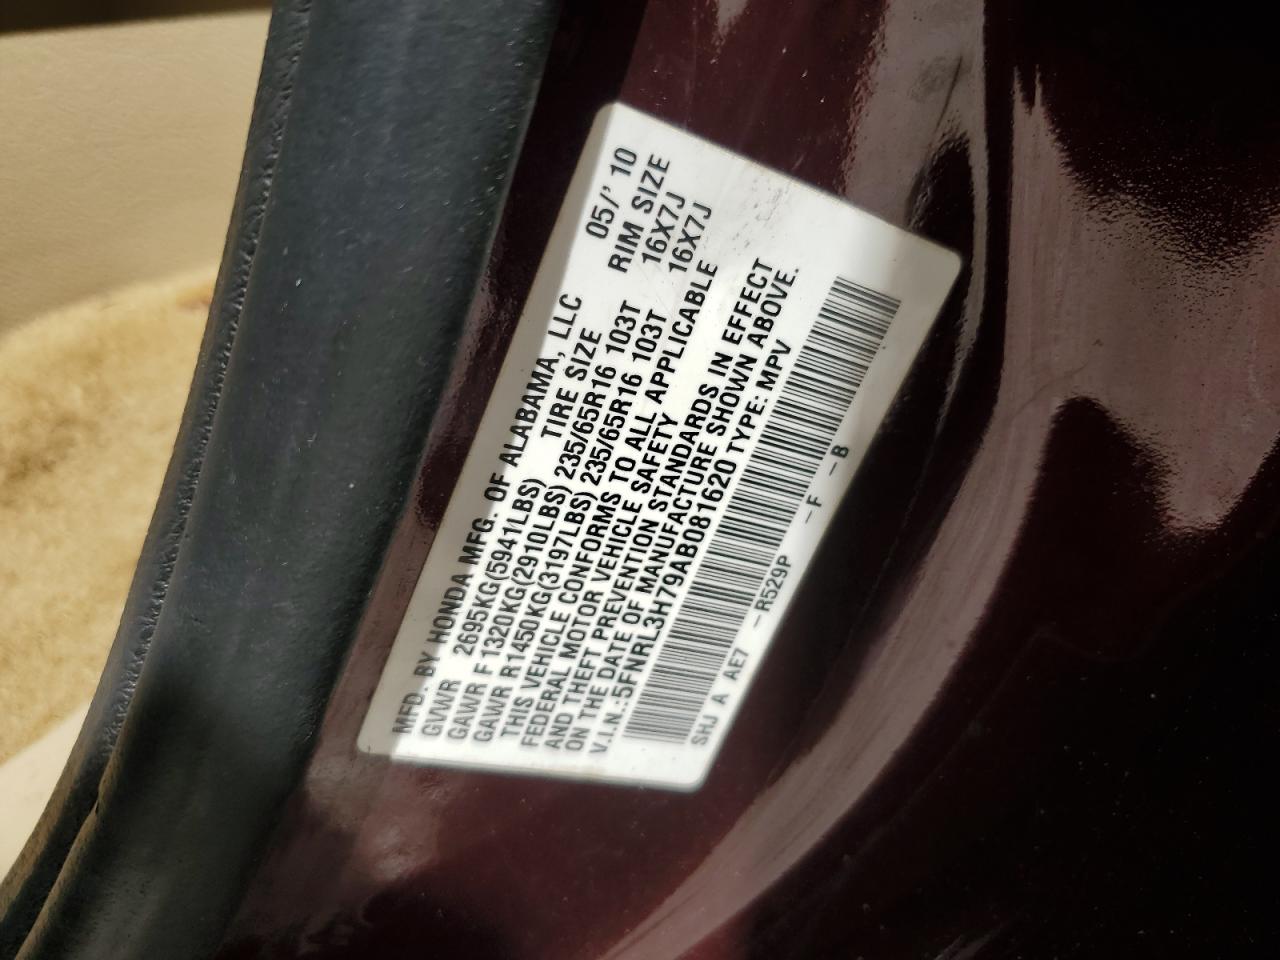 MFD. BY HONDA MFG. OF ALABAMA, LLC 05/' 10
GVWR 2695KG(5941LBS) TIRE SIZE RIM SIZE
GAWR F 1320KG(2910LBS) 235/65R16 103T 16X7J
GAWR R1450KG(3197LBS) 235/65R16 103T 16X7J
THIS VEHICLE CONFORMS TO ALL APPLICABLE
FEDERAL MOTOR VEHICLE SAFETY
AND THEFT PREVENTION STANDARDS IN EFFECT
ON THE DATE OF MANUFACTURE SHOWN ABOVE.
V.I.N.:5FNRL3H79AB081620 TYPE: MPV
SHJ A AE7 -R529P -F -B